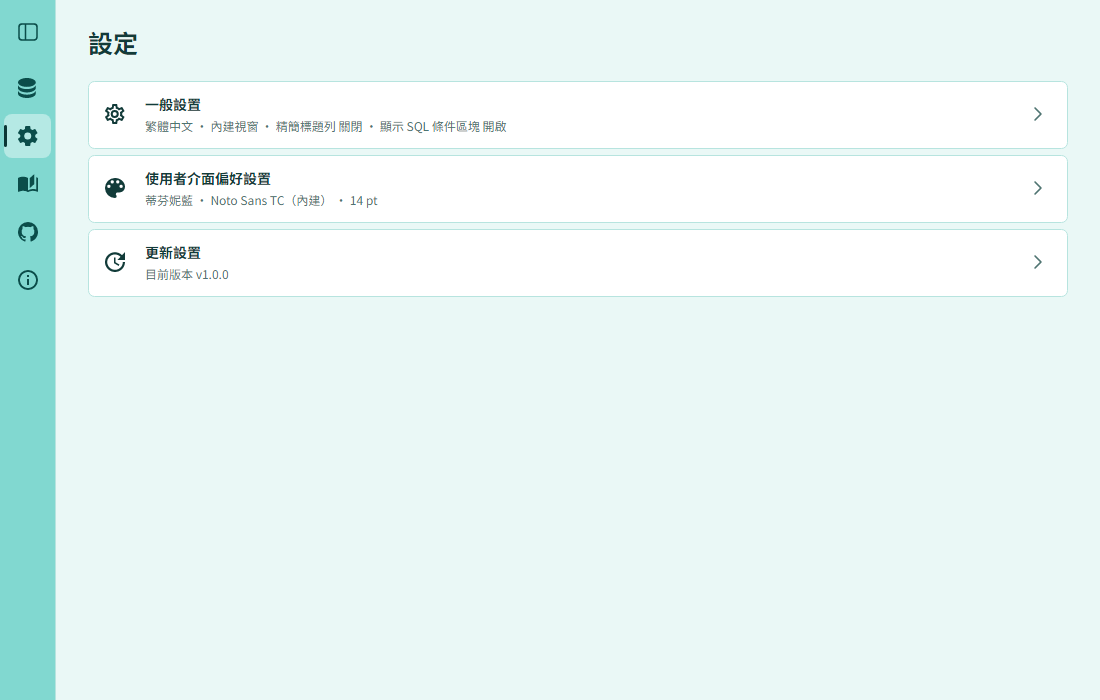 設定
一般設置
繁體中文 • 內建視窗 • 精簡標題列 關閉 • 顯示 SQL 條件區塊 開啟
使用者介面偏好設置
蒂芬妮藍 • Noto Sans TC（內建） • 14 pt
更新設置
目前版本 v1.0.0